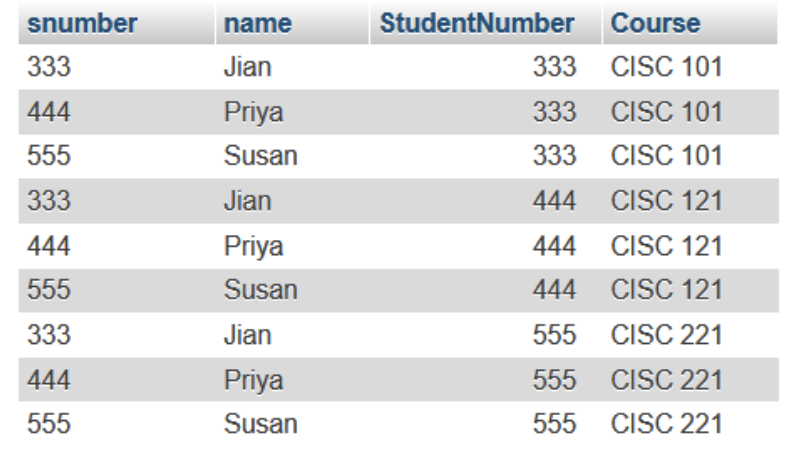 snumber name StudentNumber Course
333 Jian 333 CISC 101
444 Priya 333 CISC 101
555 Susan 333 CISC 101
333 Jian 444 CISC 121
444 Priya 444 CISC 121
555 Susan 444 CISC 121
333 Jian 555 CISC 221
444 Priya 555 CISC 221
555 Susan 555 CISC 221